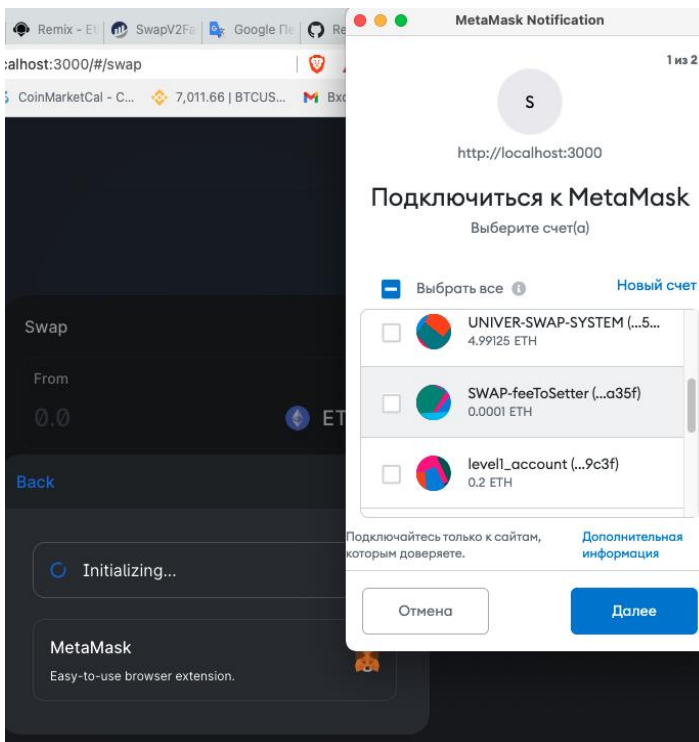 Remix - Et
SwapV2Fa
Google Пе
Re
alhost:3000/#/swap
CoinMarketCal - C...
7,011.66 | BTCUS...
Вхо
Swap
From
0.0
ET
Back
Initializing...
MetaMask
Easy-to-use browser extension.
MetaMask Notification
1 из 2
S
http://localhost:3000
Подключиться к MetaMask
Выберите счет(а)
Выбрать все
Новый счет
UNIVER-SWAP-SYSTEM (...5...
4.99125 ETH
SWAP-feeToSetter (...a35f)
0.0001 ETH
level1_account (...9c3f)
0.2 ETH
Подключайтесь только к сайтам,
которым доверяете.
Дополнительная
информация
Отмена
Далее